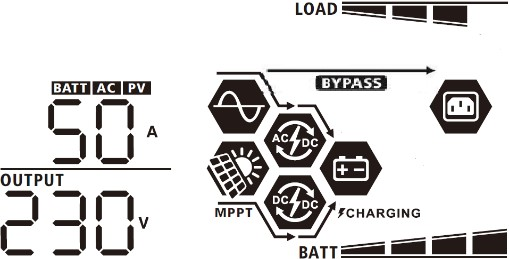 LOAD
BYPASS
BATT AC PV
50 A
AC DC
OUTPUT
230 V
DC DC
MPPT
CHARGING
BATT